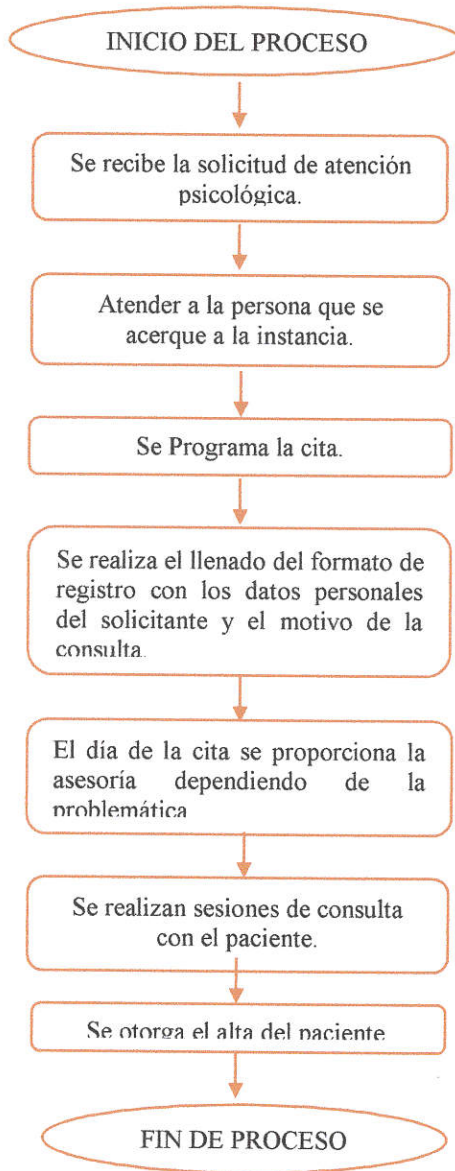 INICIO DEL PROCESO
Se recibe la solicitud de atención
psicológica.
Atender a la persona que se
acerque a la instancia.
Se Programa la cita.
Se realiza el llenado del formato de
registro con los datos personales
del solicitante y el motivo de la
consulta.
El día de la cita se proporciona la
asesoría dependiendo de la
problemática
Se realizan sesiones de consulta
con el paciente.
Se otorga el alta del paciente
FIN DE PROCESO